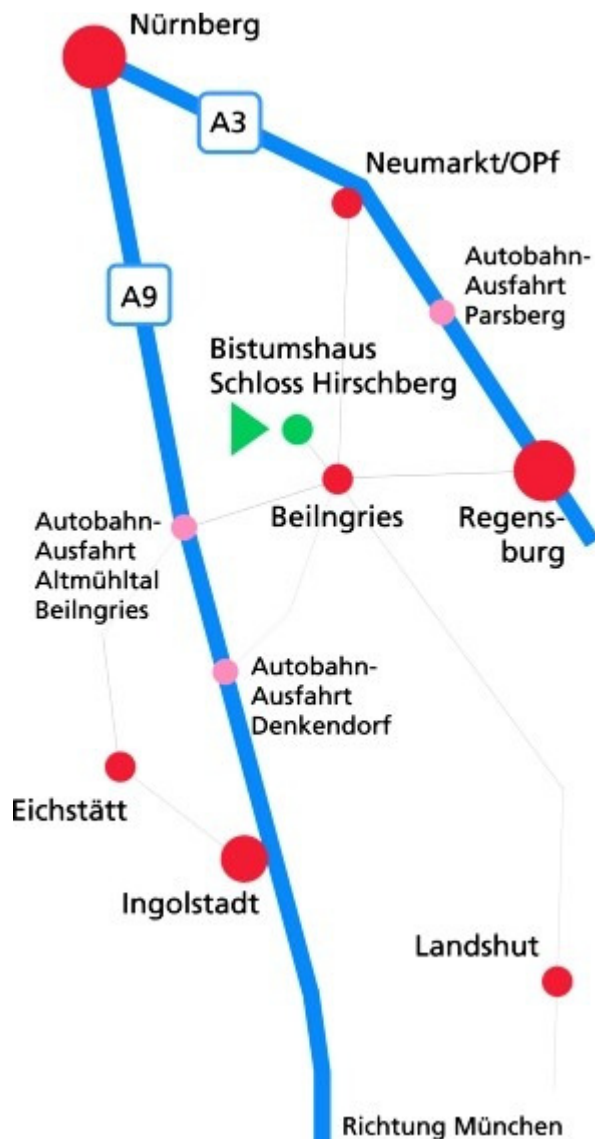 Nürnberg
A3
Neumarkt/OPf
Autobahn-
Ausfahrt
Parsberg
A9
Bistumshaus
Schloss Hirschberg
Beilngries
Regens-
burg
Autobahn-
Ausfahrt
Altmühltal
Beilngries
Autobahn-
Ausfahrt
Denkendorf
Eichstätt
Ingolstadt
Landshut
Richtung München